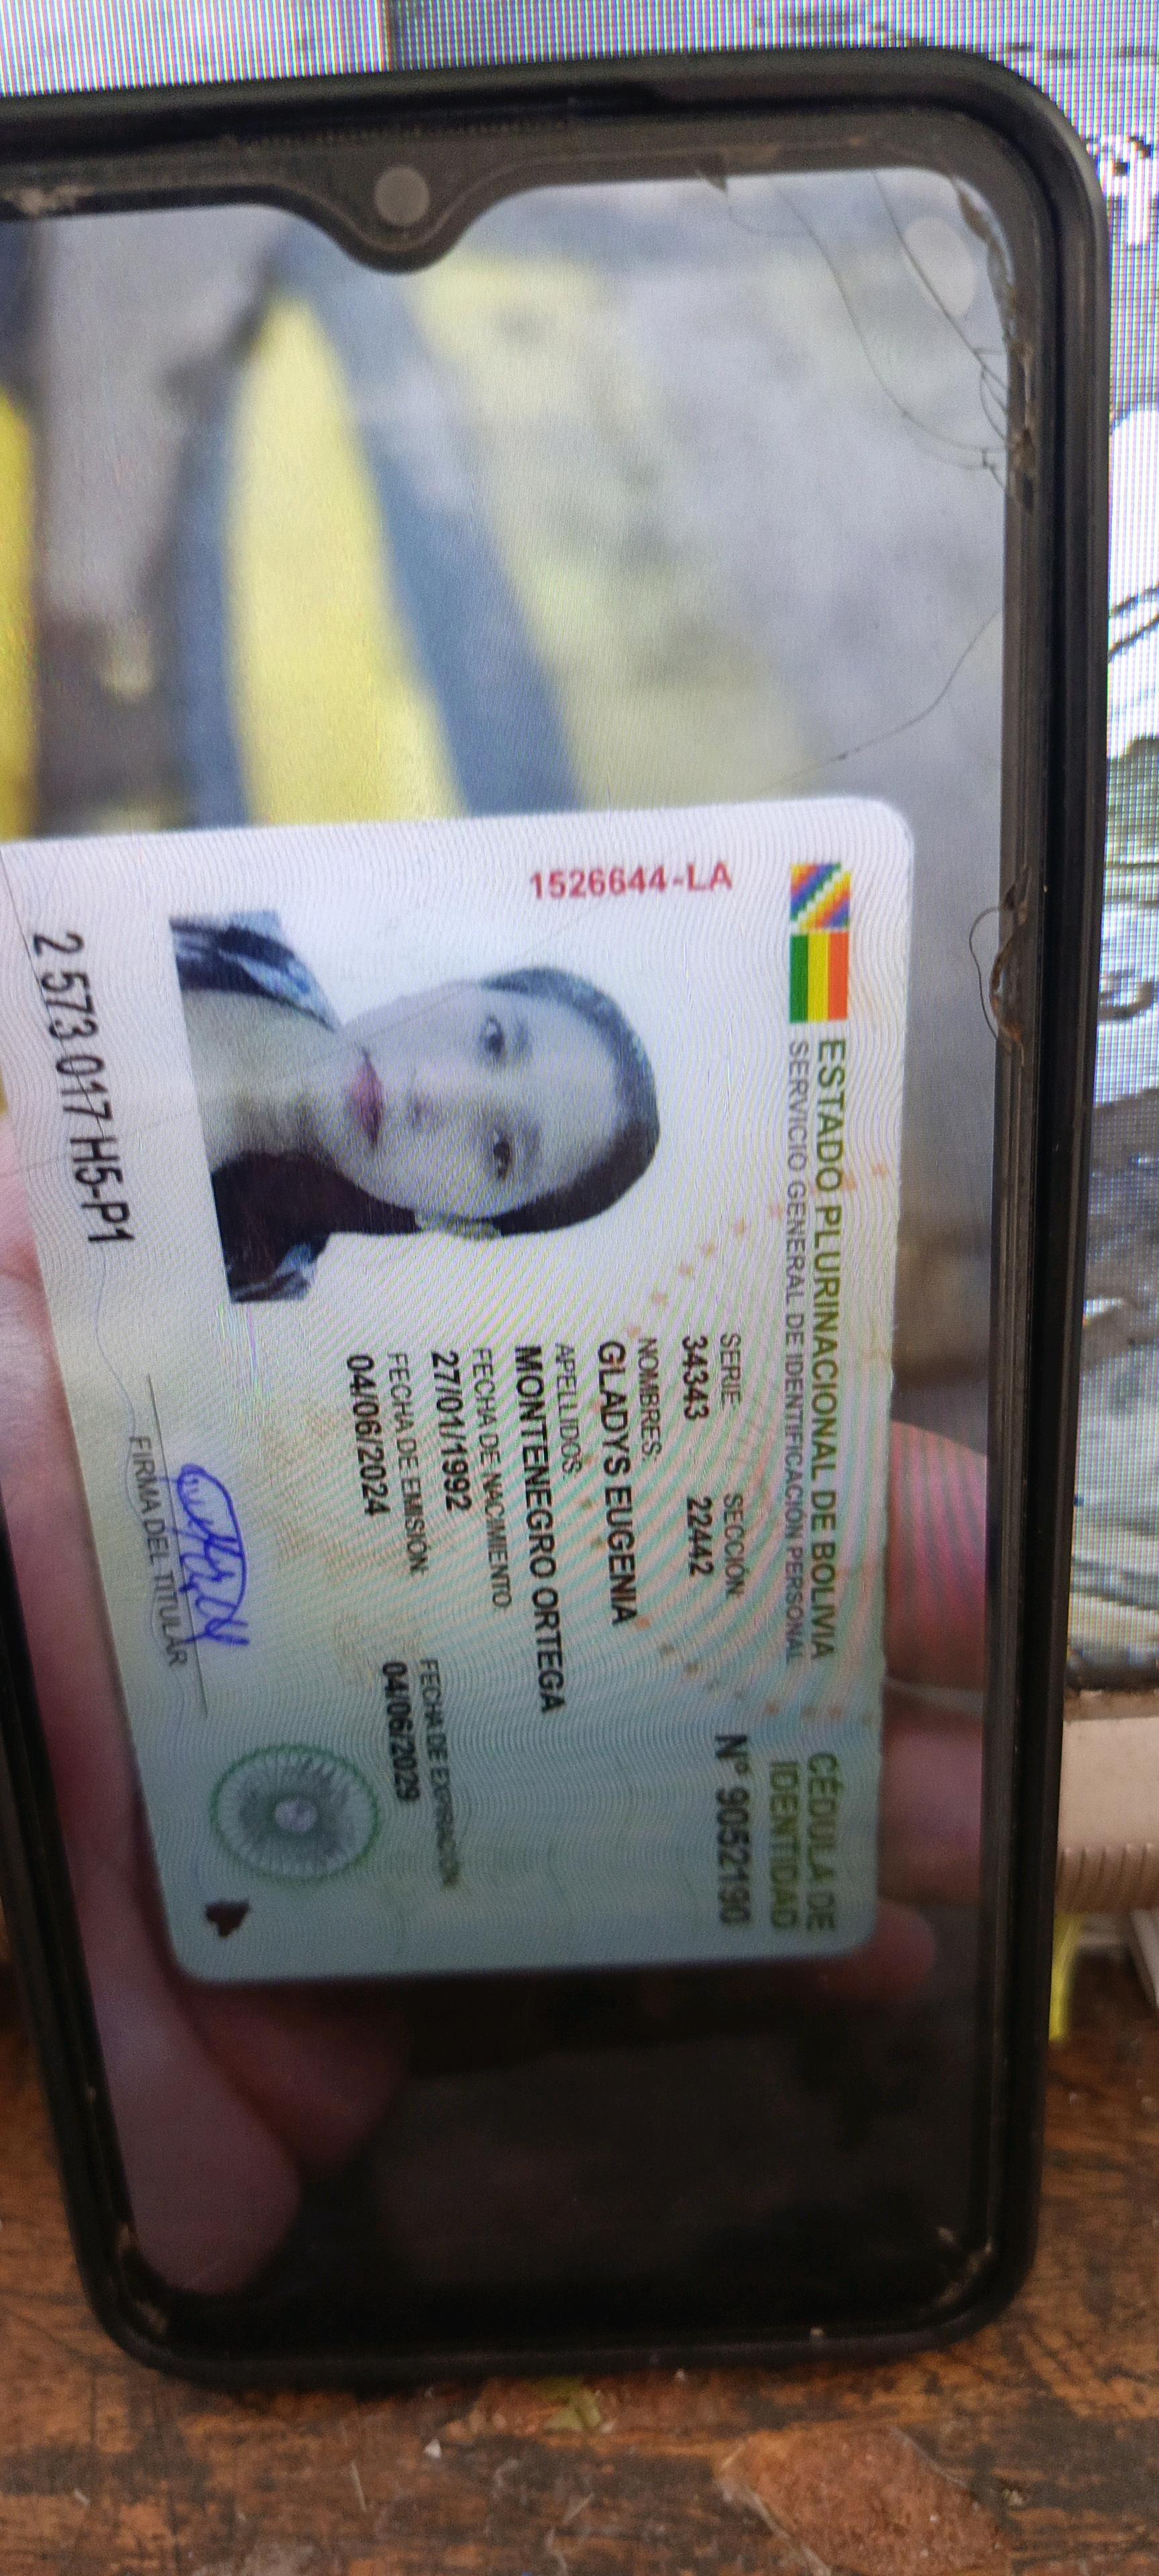 ESTADO PLURINACIONAL DE BOLIVIA
SERVICIO GENERAL DE IDENTIFICACIÓN PERSONAL
CÉDULA DE
IDENTIDAD
1526644-LA
SERIE: SECCIÓN:
34343 22442
Nº 9052190
NOMBRES:
GLADYS EUGENIA
APELLIDOS:
MONTENEGRO ORTEGA
FECHA DE NACIMIENTO:
27/01/1992
FECHA DE EMISIÓN: FECHA DE EXPIRACIÓN:
04/06/2024 04/06/2029
FIRMA DEL TITULAR
2 573 017 H5-P1